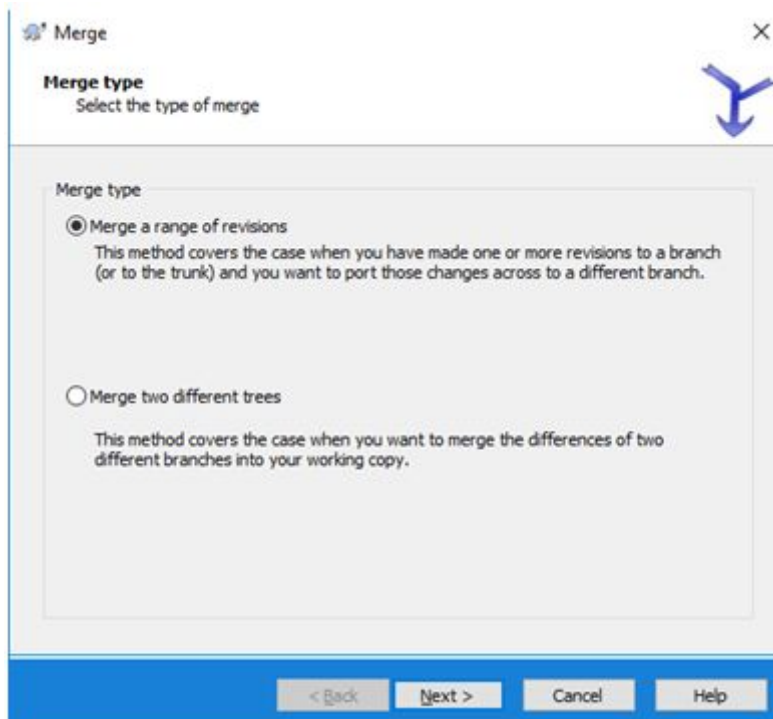 Merge
Merge type
Select the type of merge
Merge type
Merge a range of revisions
This method covers the case when you have made one or more revisions to a branch
(or to the trunk) and you want to port those changes across to a different branch.
Merge two different trees
This method covers the case when you want to merge the differences of two
different branches into your working copy.
< Back Next > Cancel Help